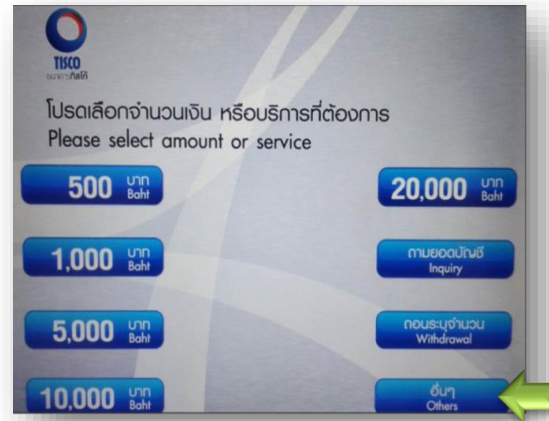 TISCO
ธนาคารทิสโก้
โปรดเลือกจำนวนเงิน หรือบริการที่ต้องการ
Please select amount or service
500 บาท Baht
20,000 บาท Baht
1,000 บาท Baht
ถามยอดบัญชี
Inquiry
5,000 บาท Baht
ถอนระบุจำนวน
Withdrawal
10,000 บาท Baht
อื่นๆ
Others